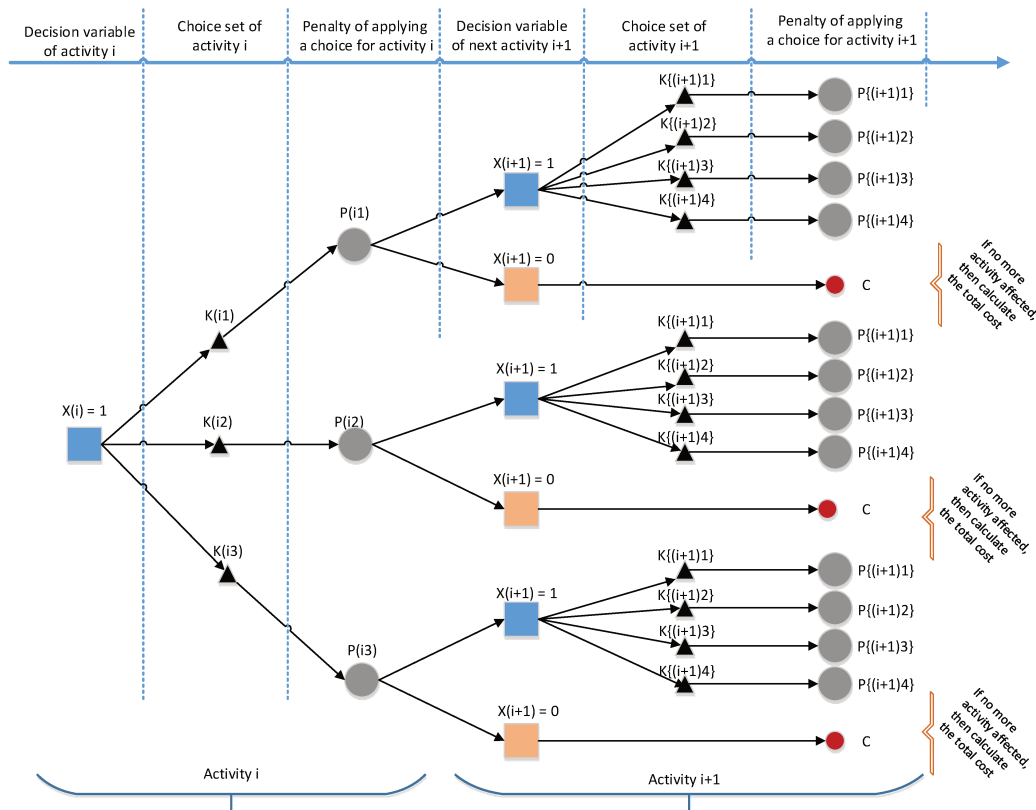 Decision variable
of activity i
Choice set of
activity i
Penalty of applying
a choice for activity i
Decision variable
of next activity i+1
Choice set of
activity i+1
Penalty of applying
a choice for activity i+1
X(i) = 1
K(i1)
K(i2)
K(i3)
P(i1)
P(i2)
P(i3)
X(i+1) = 1
K{(i+1)1}
K{(i+1)2}
K{(i+1)3}
K{(i+1)4}
P{(i+1)1}
P{(i+1)2}
P{(i+1)3}
P{(i+1)4}
X(i+1) = 0
C
If no more
activity affected,
then calculate
the total cost
X(i+1) = 1
K{(i+1)1}
K{(i+1)2}
K{(i+1)3}
K{(i+1)4}
P{(i+1)1}
P{(i+1)2}
P{(i+1)3}
P{(i+1)4}
X(i+1) = 0
C
If no more
activity affected,
then calculate
the total cost
X(i+1) = 1
K{(i+1)1}
K{(i+1)2}
K{(i+1)3}
K{(i+1)4}
P{(i+1)1}
P{(i+1)2}
P{(i+1)3}
P{(i+1)4}
X(i+1) = 0
C
If no more
activity affected,
then calculate
the total cost
Activity i
Activity i+1